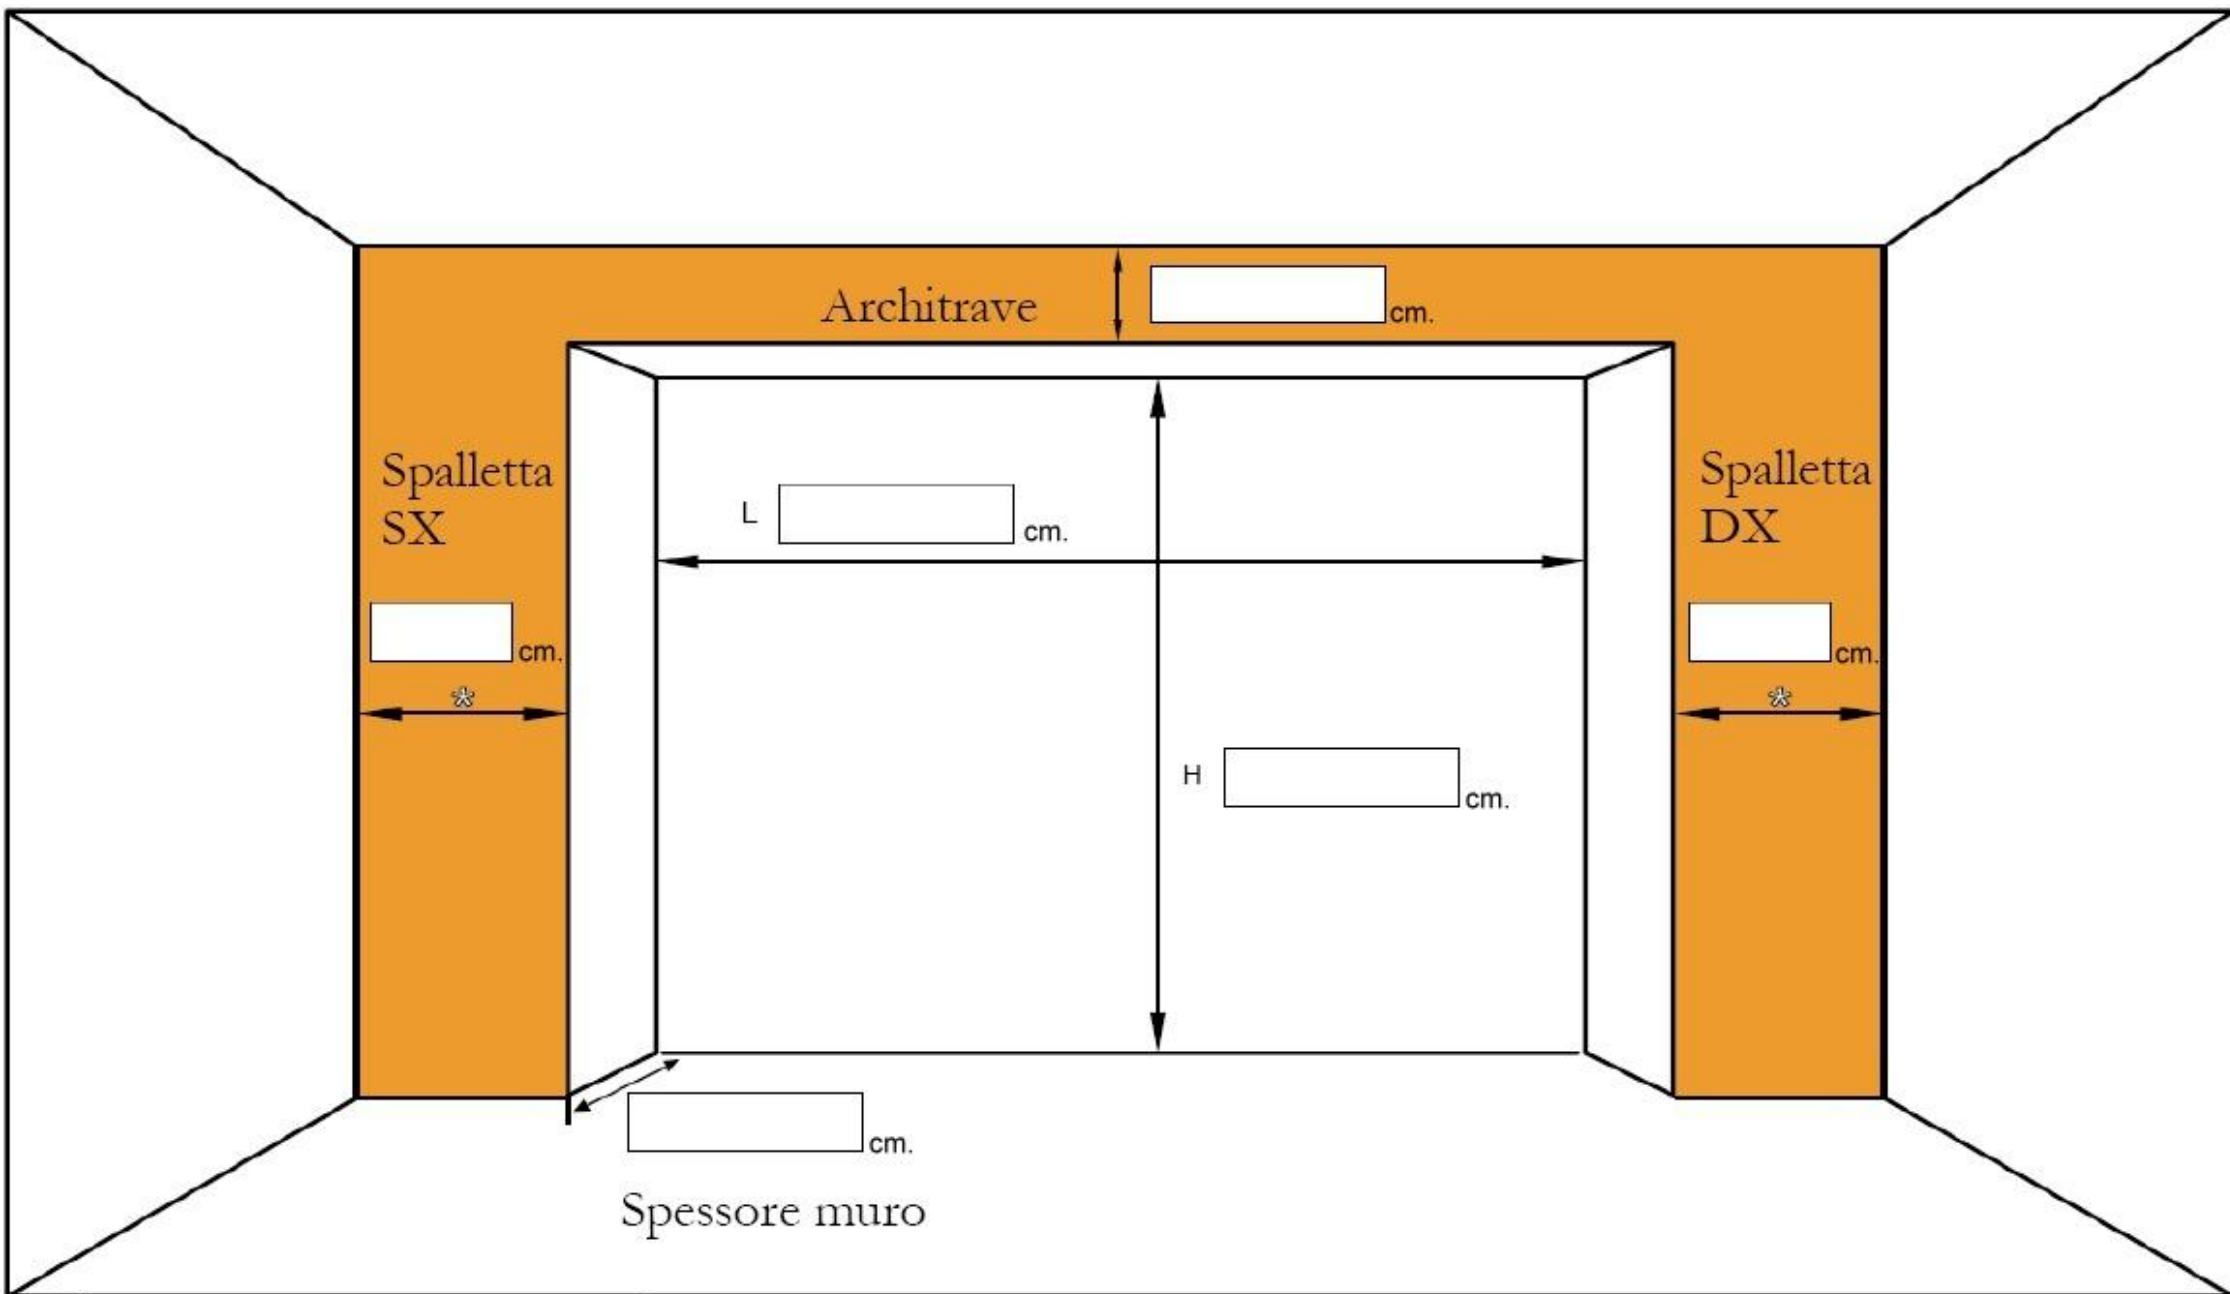 Architrave
cm.
Spalletta
SX
L
cm.
Spalletta
DX
cm.
*
cm.
*
H
cm.
cm.
Spessore muro